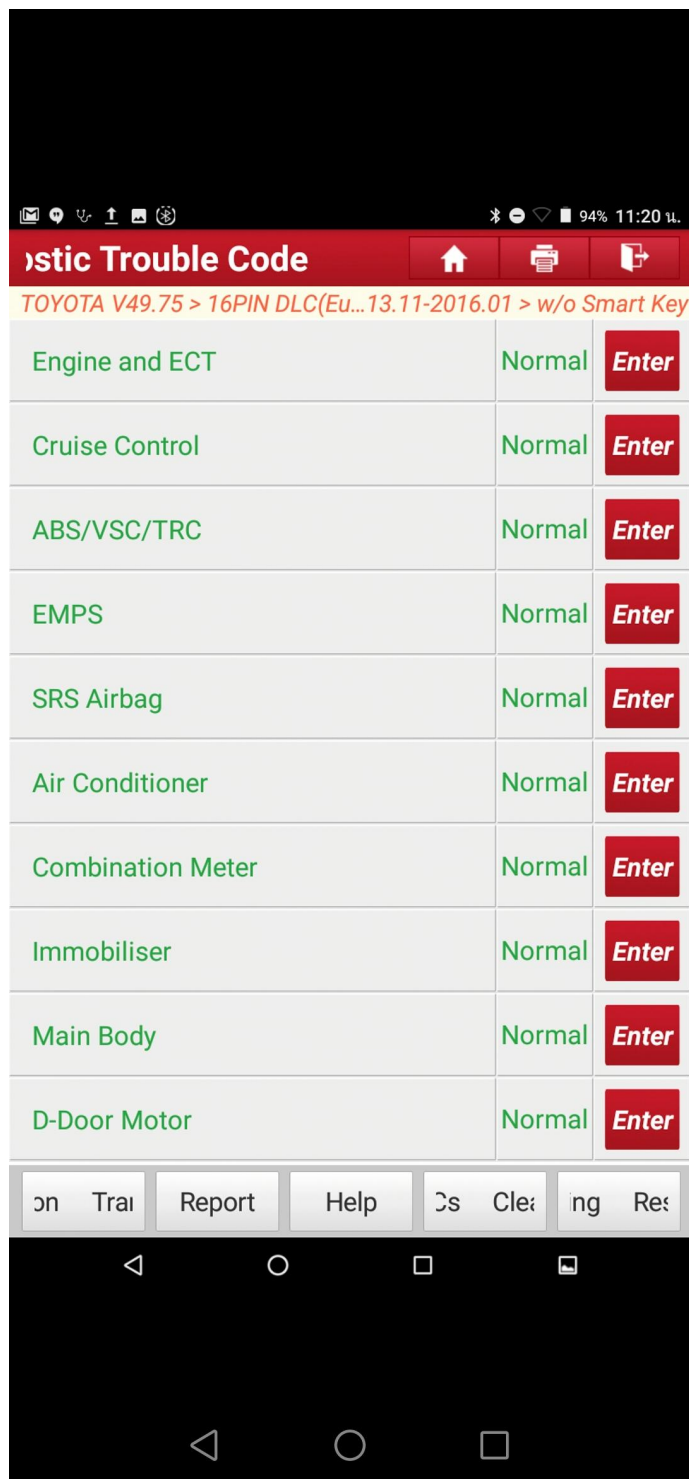 94% 11:20 น.
ostic Trouble Code
TOYOTA V49.75 > 16PIN DLC(Eu...13.11-2016.01 > w/o Smart Key
Engine and ECT Normal Enter
Cruise Control Normal Enter
ABS/VSC/TRC Normal Enter
EMPS Normal Enter
SRS Airbag Normal Enter
Air Conditioner Normal Enter
Combination Meter Normal Enter
Immobiliser Normal Enter
Main Body Normal Enter
D-Door Motor Normal Enter
on Trai Report Help Cs Clea ing Res